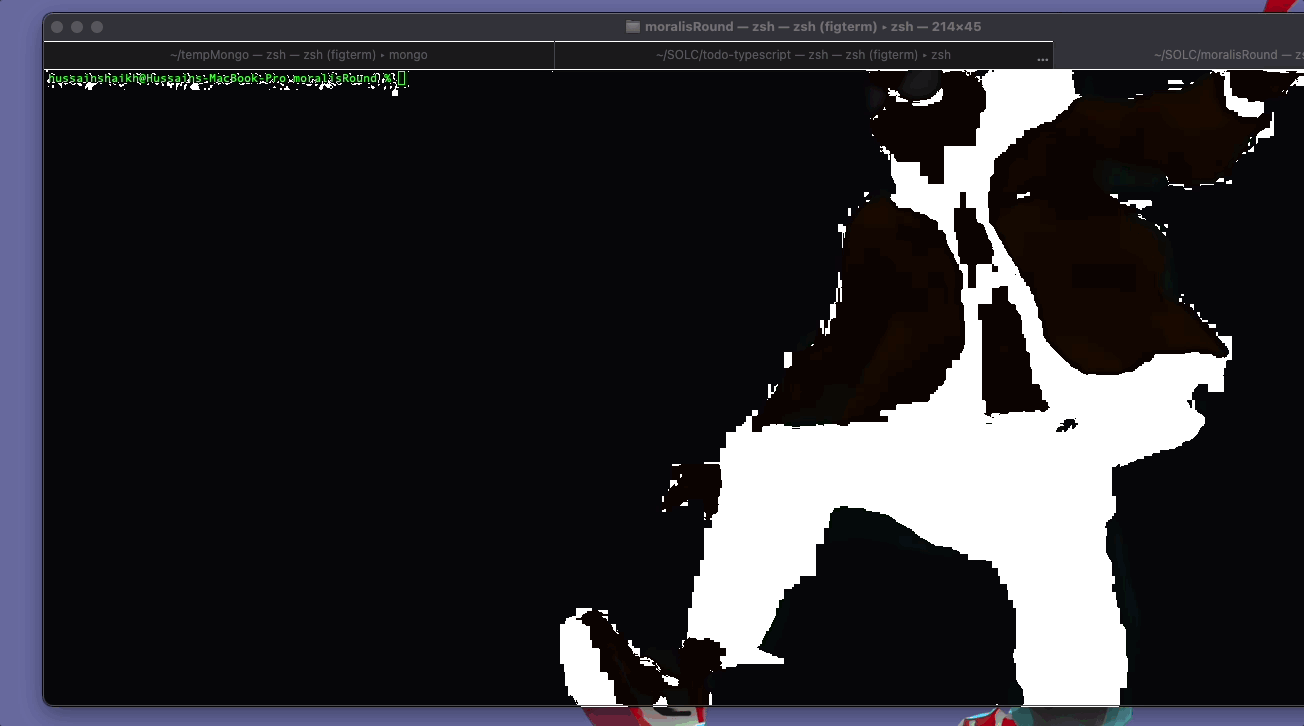 moralisRound — zsh — zsh (figterm) ▸ zsh — 214×45
~/tempMongo — zsh — zsh (figterm) ▸ mongo
~/SOLC/todo-typescript — zsh — zsh (figterm) ▸ zsh
...
~/SOLC/moralisRound — zs
hussainshaikh@Hussains-MacBook-Pro moralisRound %